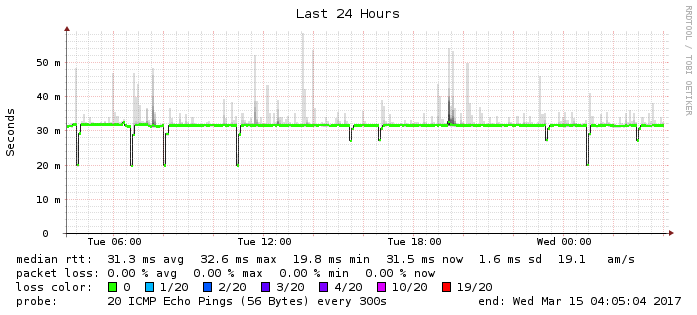 Last 24 Hours
RRDTOOL / TOBI OETIKER
Seconds
50 m
40 m
30 m
20 m
10 m
0
Tue 06:00 Tue 12:00 Tue 18:00 Wed 00:00
median rtt: 31.3 ms avg 32.6 ms max 19.8 ms min 31.5 ms now 1.6 ms sd 19.1 am/s
packet loss: 0.00 % avg 0.00 % max 0.00 % min 0.00 % now
loss color: 0 1/20 2/20 3/20 4/20 10/20 19/20
probe: 20 ICMP Echo Pings (56 Bytes) every 300s end: Wed Mar 15 04:05:04 2017